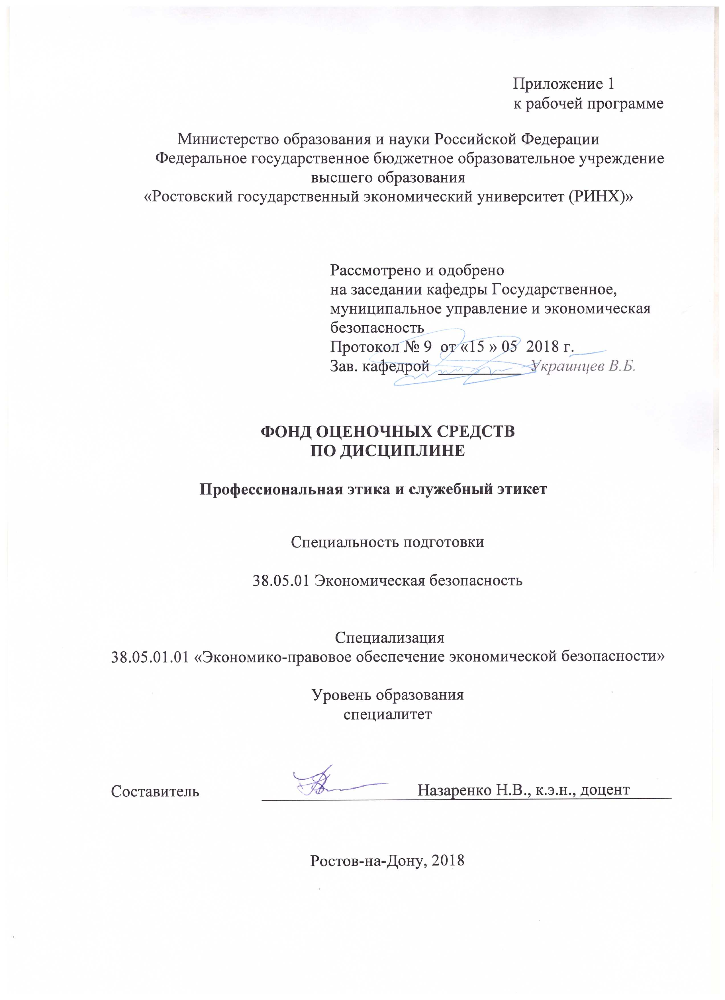 Приложение 1
к рабочей программе
Министерство образования и науки Российской Федерации
Федеральное государственное бюджетное образовательное учреждение
высшего образования
«Ростовский государственный экономический университет (РИНХ)»
Рассмотрено и одобрено
на заседании кафедры Государственное,
муниципальное управление и экономическая
безопасность
Протокол № 9 от «15 » 05 2018 г.
Зав. кафедрой __________ Украинцев В.Б.
ФОНД ОЦЕНОЧНЫХ СРЕДСТВ
ПО ДИСЦИПЛИНЕ
Профессиональная этика и служебный этикет
Специальность подготовки
38.05.01 Экономическая безопасность
Специализация
38.05.01.01 «Экономико-правовое обеспечение экономической безопасности»
Уровень образования
специалитет
Составитель Назаренко Н.В., к.э.н., доцент
Ростов-на-Дону, 2018